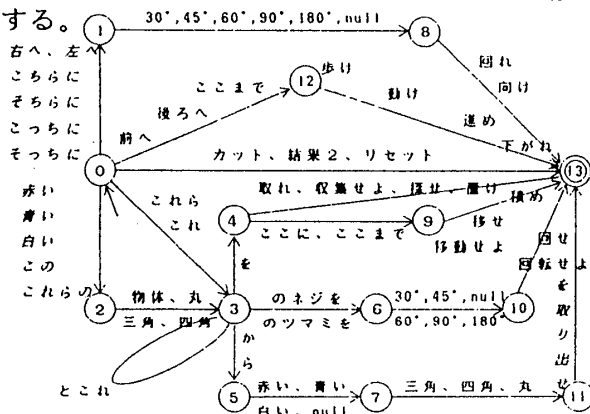 する。
1
30°,45°,60°,90°,180°,null
8
右へ、左へ
こちらに
そちらに
こっちに
そっちに
回れ
向け
12
歩け
ここまで
動け
後ろへ
進め
前へ
下がれ
0
カット、結果2、リセット
13
赤い
青い
白い
この
これらの
これら
これ
取れ、収集せよ、探せ、置け
4
ここに、ここまで
9
積め
移せ
移動せよ
回せ
回転せよ
を
2
物体、丸
三角、四角
3
のネジを
のツマミを
6
30°,45°,null
60°,90°,180°
10
を取り出せ
とこれ
から
5
赤い、青い
白い、null
7
三角、四角、丸
11